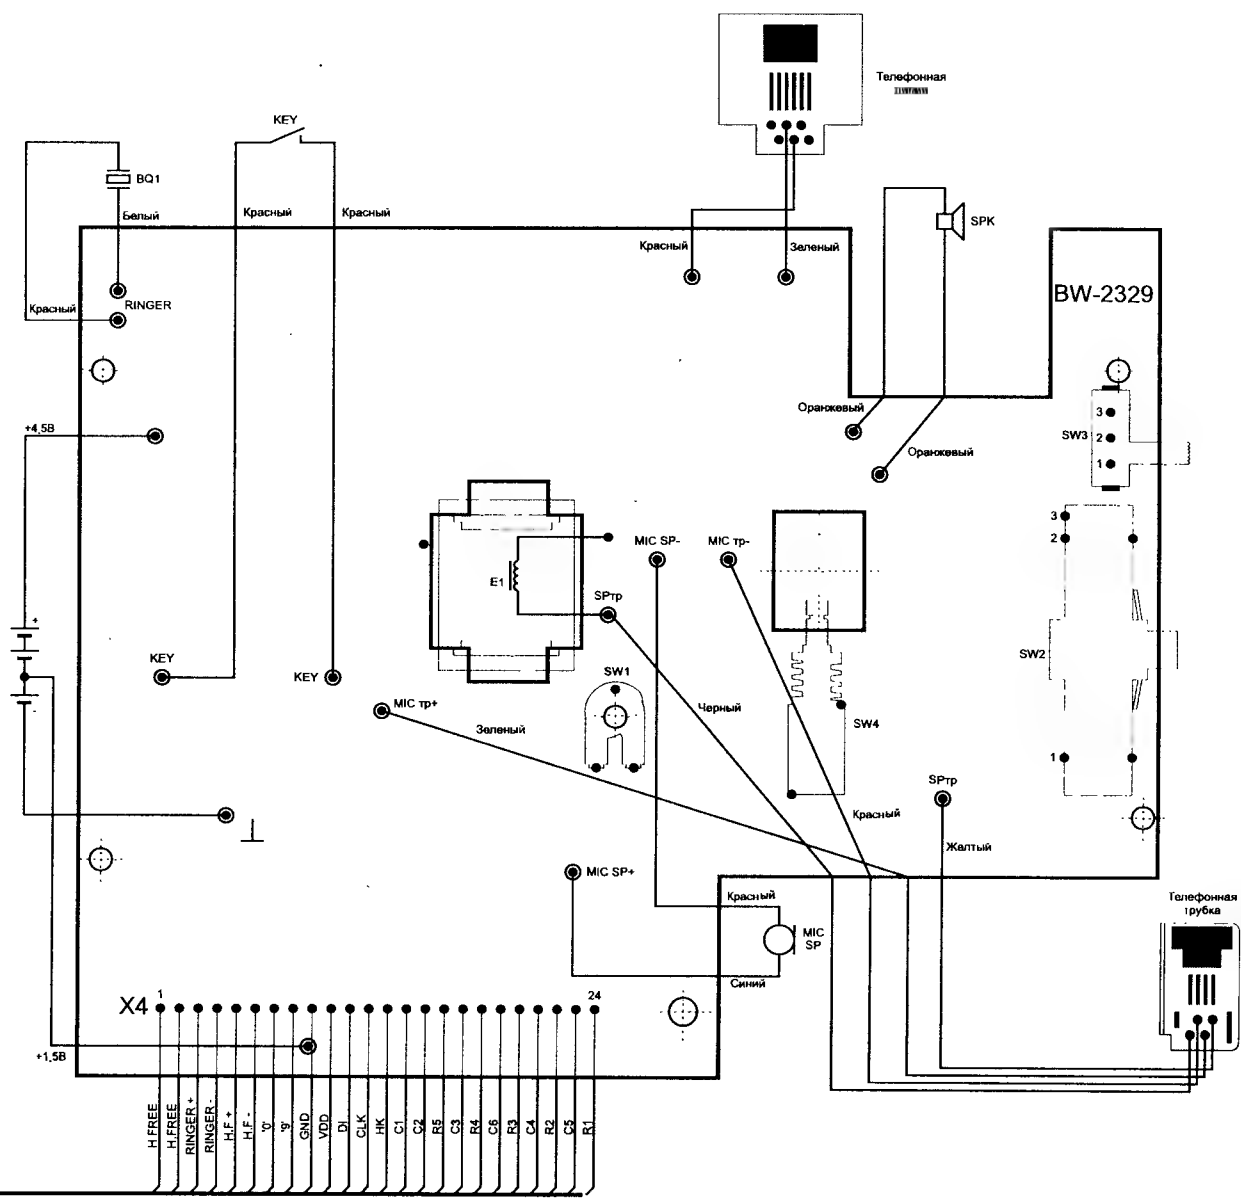 Телефонная
KEY
BQ1
Белый
Красный
Красный
SPK
Красный
Зеленый
BW-2329
RINGER
Красный
Оранжевый
3
SW3
2
1
+4,5В
Оранжевый
3
2
MIC SP-
MIC тр-
E1
SPтр
+
KEY
KEY
SW1
SW2
MIC тр+
Черный
SW4
Зеленый
-
1
SPтр
Красный
Желтый
MIC SP+
Красный
Телефонная
трубка
MIC
SP
Синий
X4
1
24
+1,5В
H.FREE
H.FREE
RINGER +
RINGER -
H.F +
H.F -
'0'
'9'
GND
VDD
DI
CLK
HK
C1
C2
R5
C3
R4
C6
R3
C4
R2
C5
R1